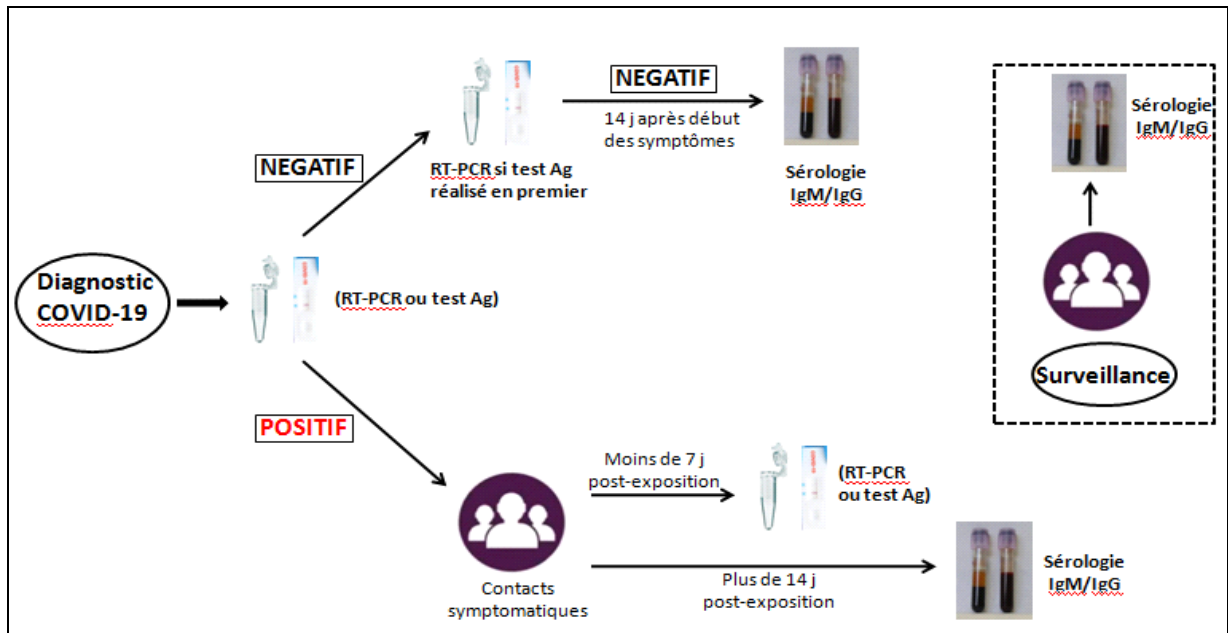 Diagnostic
COVID-19
(RT-PCR ou test Ag)
NEGATIF
RT-PCR si test Ag
réalisé en premier
NEGATIF
14 j après début
des symptômes
Sérologie
IgM/IgG
POSITIF
Contacts
symptomatiques
Moins de 7 j
post-exposition
(RT-PCR
ou test Ag)
Plus de 14 j
post-exposition
Sérologie
IgM/IgG
Sérologie
IgM/IgG
Surveillance